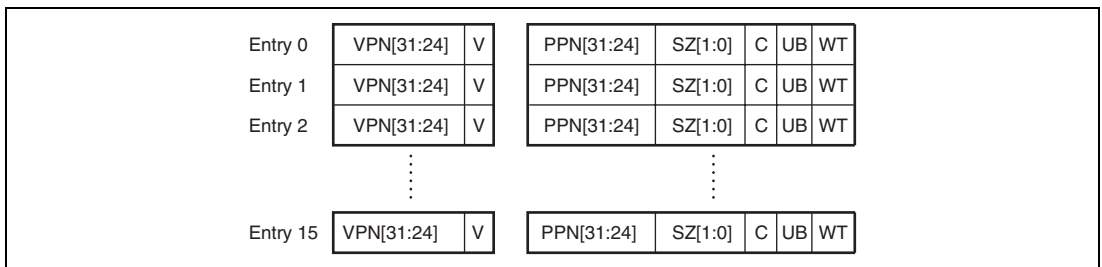 Entry 0 VPN[31:24] V PPN[31:24] SZ[1:0] C UB WT
Entry 1 VPN[31:24] V PPN[31:24] SZ[1:0] C UB WT
Entry 2 VPN[31:24] V PPN[31:24] SZ[1:0] C UB WT
Entry 15 VPN[31:24] V PPN[31:24] SZ[1:0] C UB WT